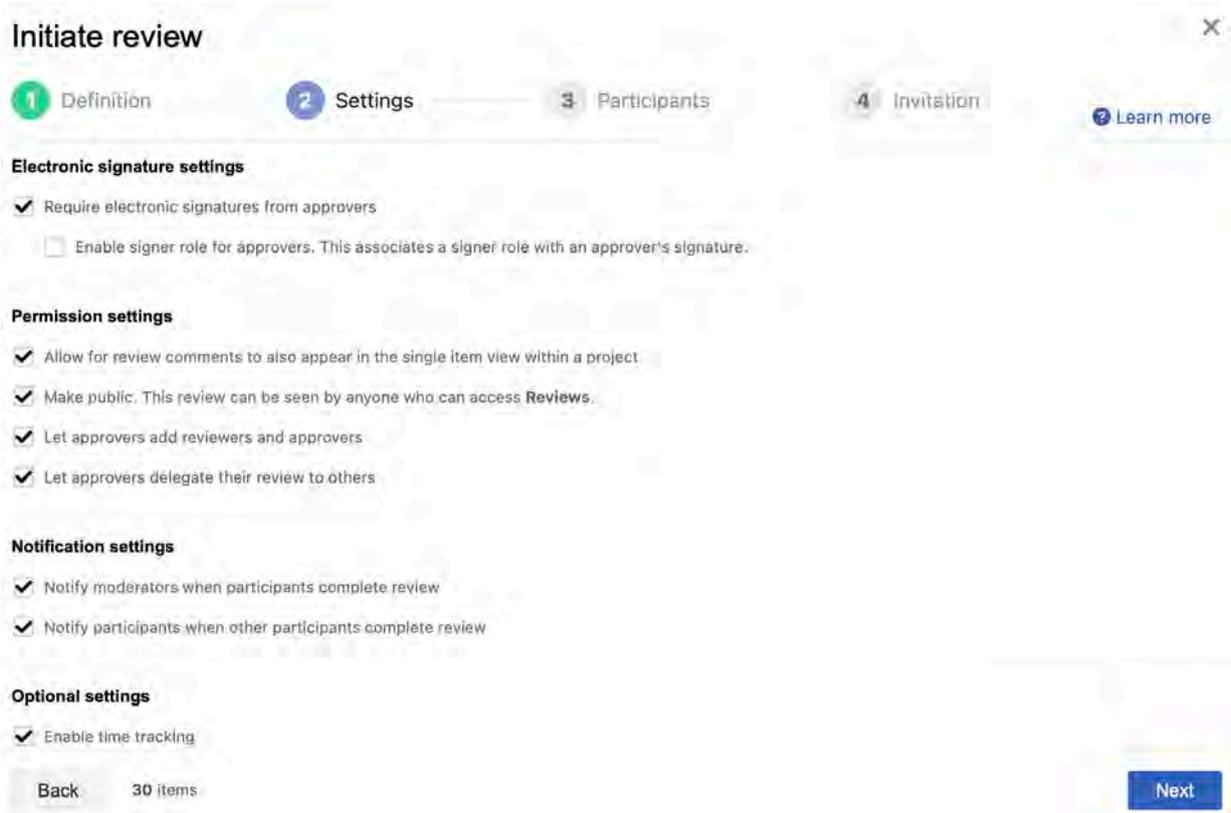 Initiate review
1 Definition 2 Settings 3 Participants 4 Invitation
Learn more
Electronic signature settings
Require electronic signatures from approvers
Enable signer role for approvers. This associates a signer role with an approver's signature.
Permission settings
Allow for review comments to also appear in the single item view within a project
Make public. This review can be seen by anyone who can access Reviews.
Let approvers add reviewers and approvers
Let approvers delegate their review to others
Notification settings
Notify moderators when participants complete review
Notify participants when other participants complete review
Optional settings
Enable time tracking
Back 30 items Next